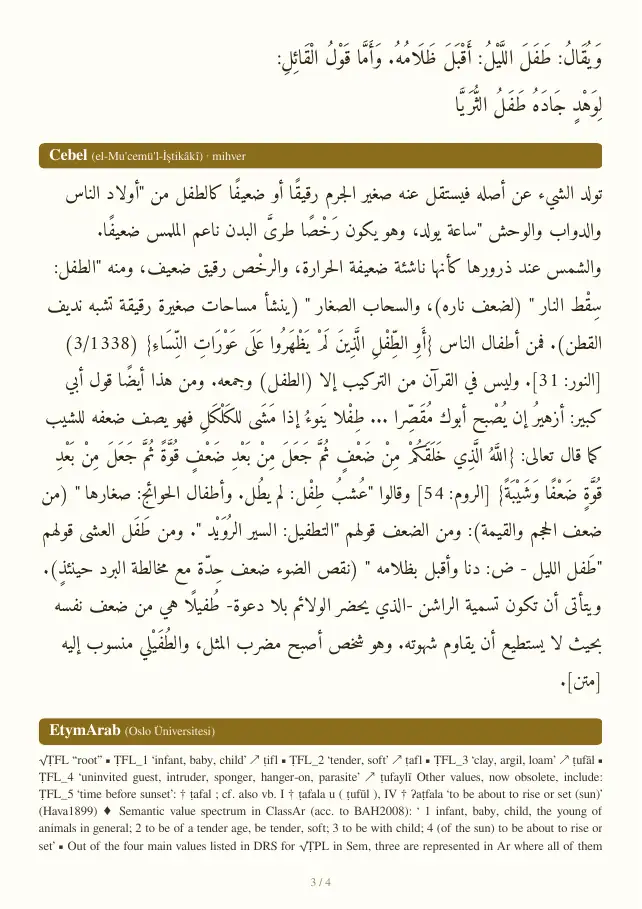 وَيُقَالُ: طَفَلَ اللَّيْلُ: أَقْبَلَ ظَلَامُهُ. وَأَمَّا قَوْلُ الْقَائِلِ:
لِوَهْدٍ جَادَهُ طَفَلُ الثُّرَيَّا
Cebel (el-Mu'cemü'l-İştikâkî) · mihver
تولد الشيء عن أصله فيستقل عنه صغير الجرم رقيقًا أو ضعيفًا كالطفل من "أولاد الناس
والدواب والوحش "ساعة يولد، وهو يكون رَخْصًا طرىَّ البدن ناعم الملمس ضعيفًا.
والشمس عند ذرورها كأنها ناشئة ضعيفة الحرارة، والرخْص رقيق ضعيف، ومنه "الطفل:
سِقْط النار " (لضعف ناره)، والسحاب الصغار " (ينشأ مساحات صغيرة رقيقة تشبه نديف
القطن). فمن أطفال الناس {أَوِ الطِّفْلِ الَّذِينَ لَمْ يَظْهَرُوا عَلَى عَوْرَاتِ النِّسَاءِ} (3/1338)
[النور: 31]. وليس في القرآن من التركيب إلا (الطفل) وجمعه. ومن هذا أيضًا قول أبي
كبير: أزهيرُ إن يُصْبح أبوك مُقَصِّرا ... طِفْلا يَنوءُ إذا مَشَى للكَلْكَلِ فهو يصف ضعفه للشيب
كما قال تعالى: {اللَّهُ الَّذِي خَلَقَكُمْ مِنْ ضَعْفٍ ثُمَّ جَعَلَ مِنْ بَعْدِ ضَعْفٍ قُوَّةً ثُمَّ جَعَلَ مِنْ بَعْدِ
قُوَّةٍ ضَعْفًا وَشَيْبَةً} [الروم: 54] وقالوا "عُشبُ طِفْل: لم يطُل. وأطفال الحوائج: صغارها " (من
ضعف الحجم والقيمة): ومن الضعف قولهم "التطفيل: السير الرُوَيْد ". ومن طَفَل العشى قولهم
"طَفل الليل - ض: دنا وأقبل بظلامه " (نقص الضوء ضعف حِدّة مع مخالطة البرد حينئذٍ).
ويتأتى أن تكون تسمية الراشن -الذي يحضر الولائم بلا دعوة- طُفيلًا هي من ضعف نفسه
بحيث لا يستطيع أن يقاوم شهوته. وهو شخص أصبح مضرب المثل، والطُفَيْلي منسوب إليه
[متن].
EtymArab (Oslo Üniversitesi)
√ṬFL “root” ▪ ṬFL_1 ‘infant, baby, child’ ↗ ṭifl ▪ ṬFL_2 ‘tender, soft’ ↗ ṭafl ▪ ṬFL_3 ‘clay, argil, loam’ ↗ ṭufāl ▪
ṬFL_4 ‘uninvited guest, intruder, sponger, hanger-on, parasite’ ↗ ṭufaylī Other values, now obsolete, include:
ṬFL_5 ‘time before sunset’: † ṭafal ; cf. also vb. I † ṭafala u ( ṭufūl ), IV † ʔaṭfala ‘to be about to rise or set (sun)’
(Hava1899) ♦ Semantic value spectrum in ClassAr (acc. to BAH2008): ‘ 1 infant, baby, child, the young of
animals in general; 2 to be of a tender age, be tender, soft; 3 to be with child; 4 (of the sun) to be about to rise or
set’ ▪ Out of the four main values listed in DRS for √ṬPL in Sem, three are represented in Ar where all of them
3 / 4